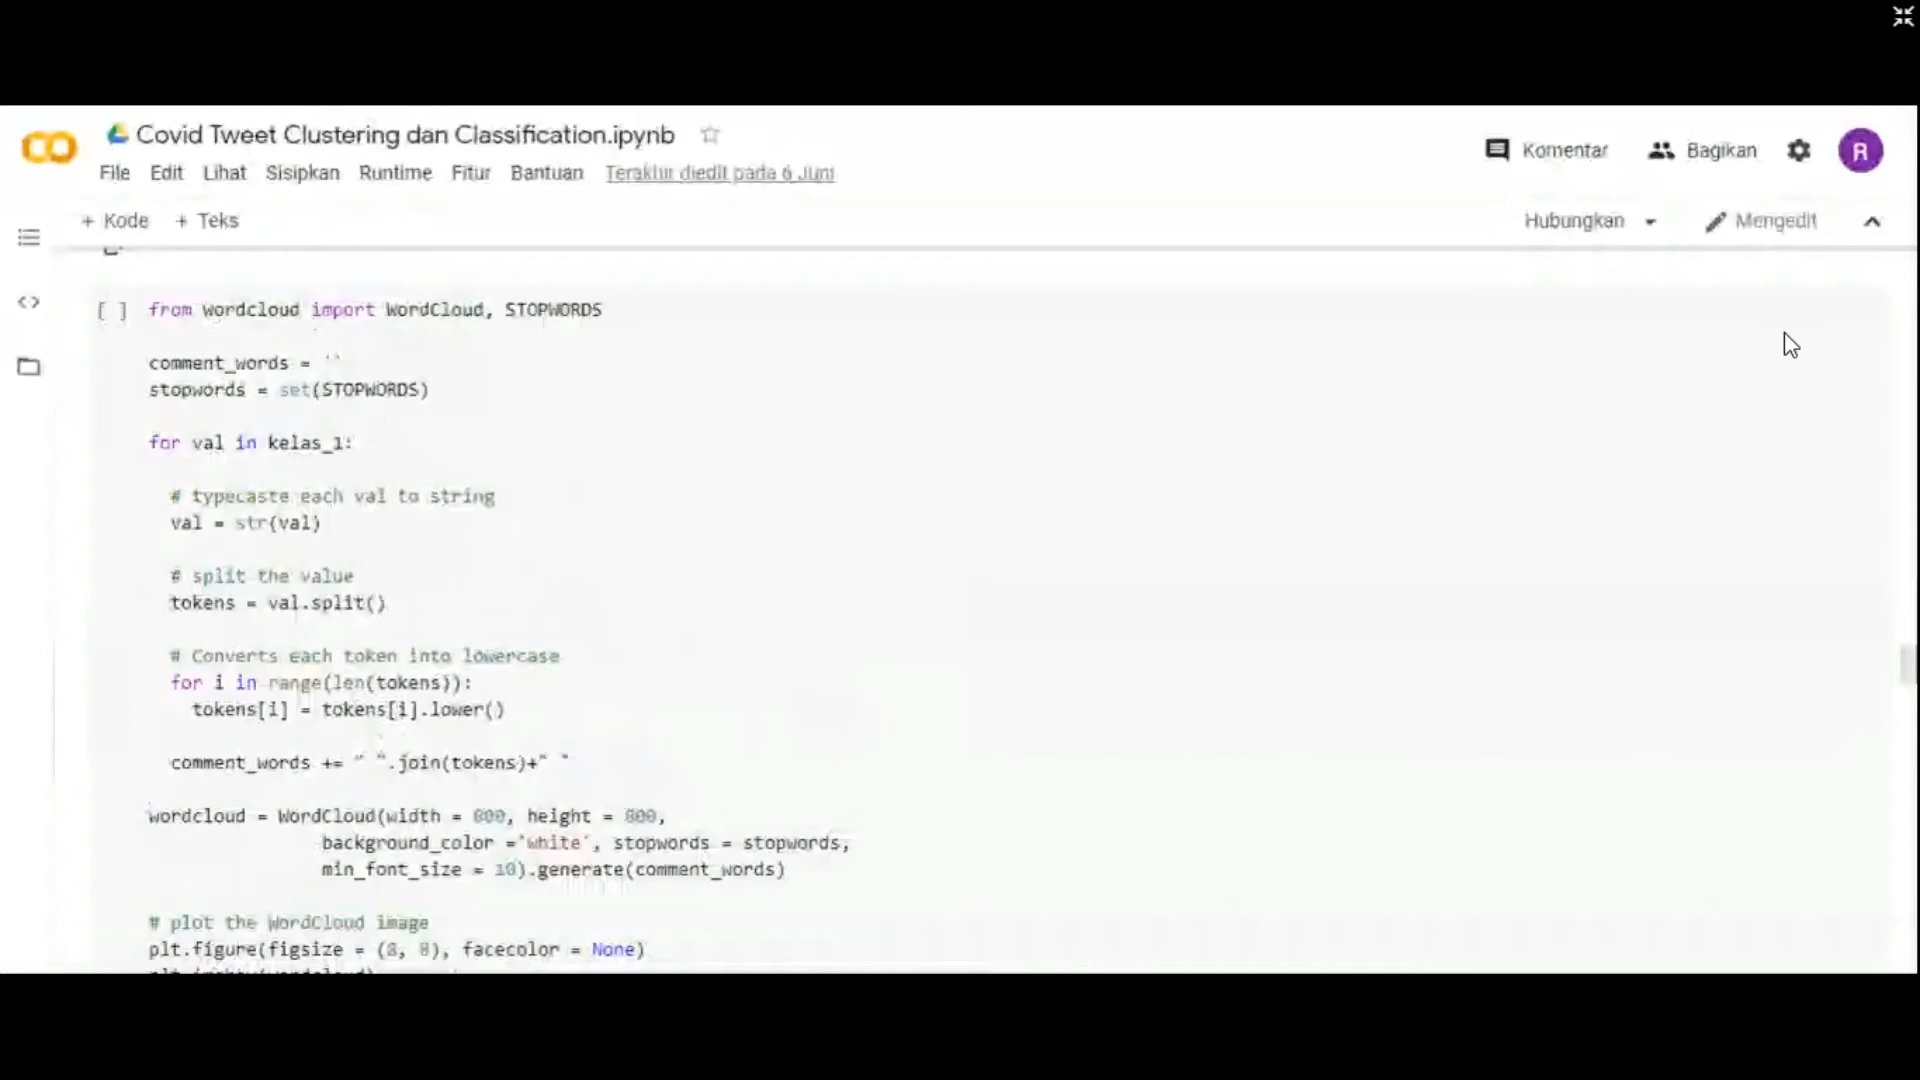 Covid Tweet Clustering dan Classification.ipynb
File Edit Lihat Sisipkan Runtime Fitur Bantuan Terakhir diedit pada 6 Juni
Komentar Bagikan R
+ Kode + Teks
Hubungkan Mengedit
[ ] from wordcloud import WordCloud, STOPWORDS
comment_words = ''
stopwords = set(STOPWORDS)
for val in kelas_1:
# typecaste each val to string
val = str(val)
# split the value
tokens = val.split()
# Converts each token into lowercase
for i in range(len(tokens)):
tokens[i] = tokens[i].lower()
comment_words += " ".join(tokens)+" "
wordcloud = WordCloud(width = 800, height = 800,
background_color ='white', stopwords = stopwords,
min_font_size = 10).generate(comment_words)
# plot the WordCloud image
plt.figure(figsize = (8, 8), facecolor = None)